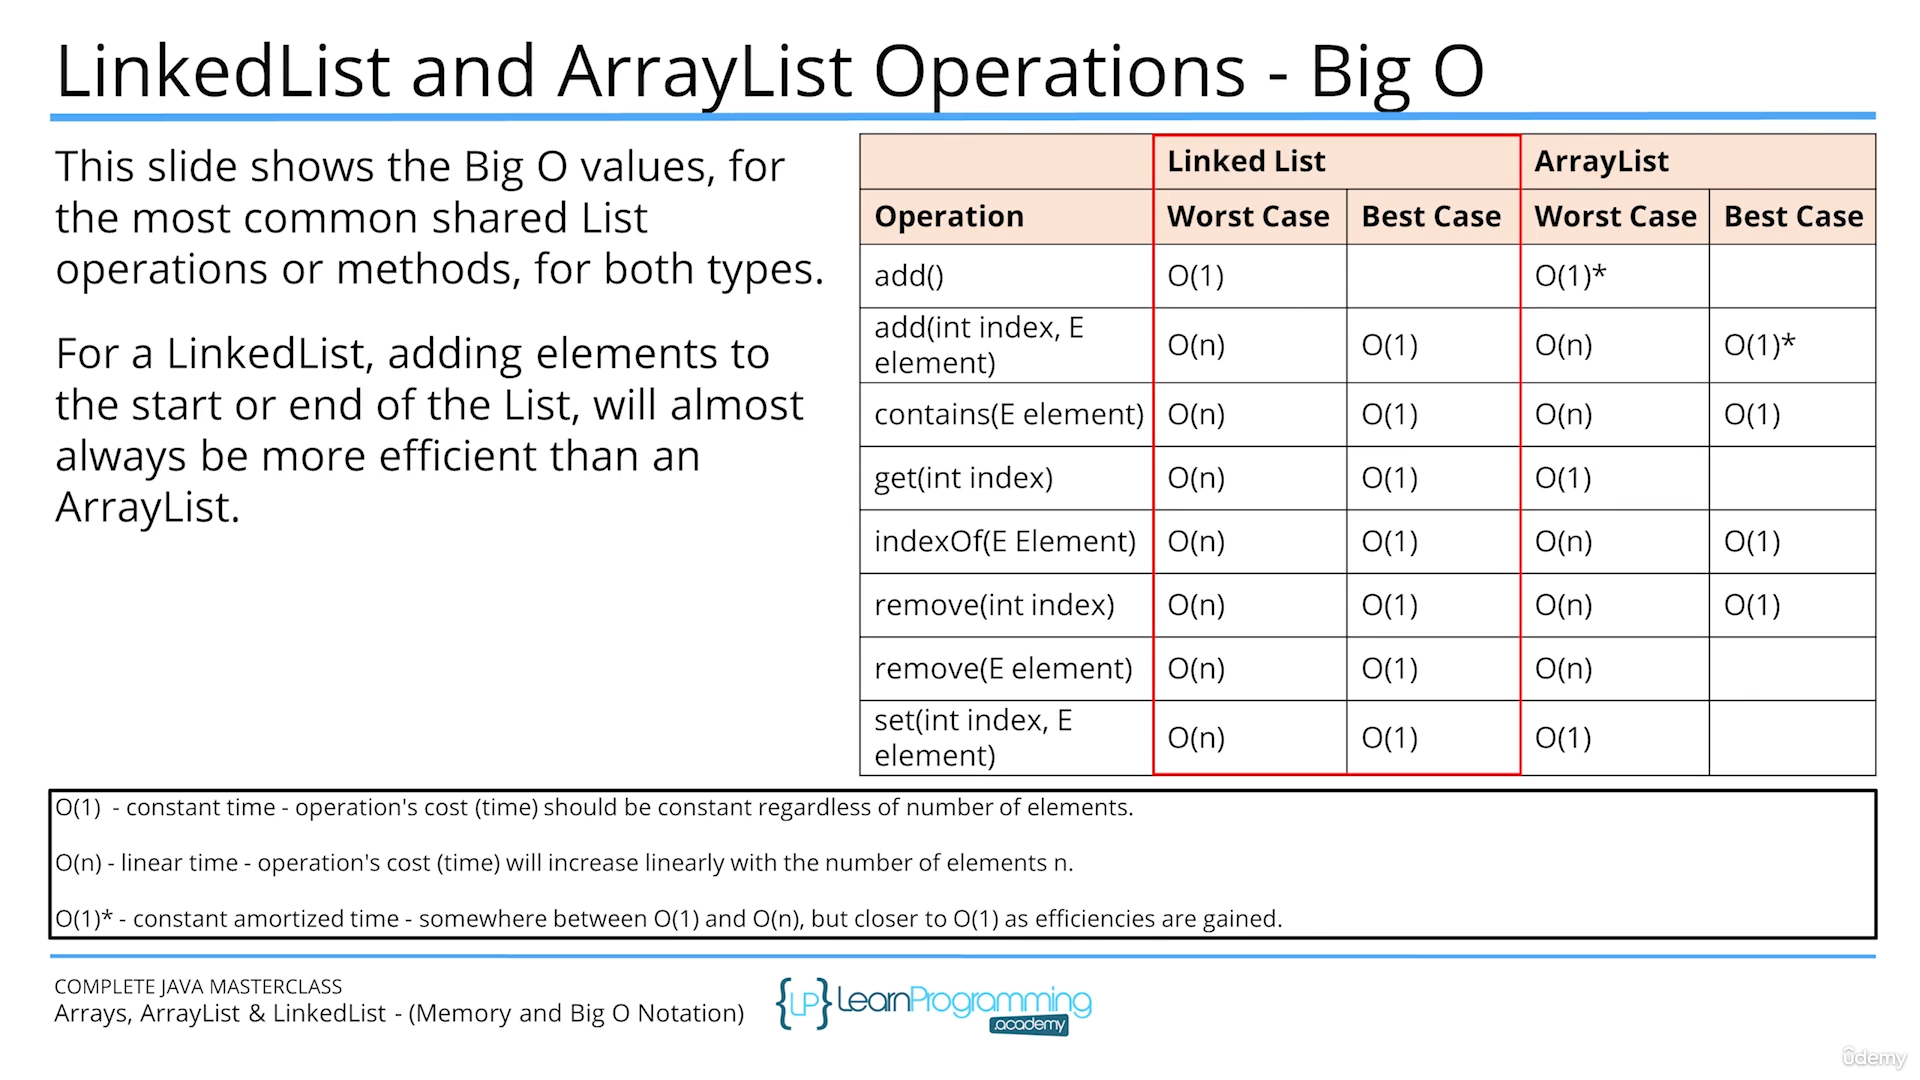 LinkedList and ArrayList Operations - Big O
This slide shows the Big O values, for
the most common shared List
operations or methods, for both types.
For a LinkedList, adding elements to
the start or end of the List, will almost
always be more efficient than an
ArrayList.
Linked List ArrayList
Operation Worst Case Best Case Worst Case Best Case
add() O(1) O(1)*
add(int index, E
element) O(n) O(1) O(n) O(1)*
contains(E element) O(n) O(1) O(n) O(1)
get(int index) O(n) O(1) O(1)
indexOf(E Element) O(n) O(1) O(n) O(1)
remove(int index) O(n) O(1) O(n) O(1)
remove(E element) O(n) O(1) O(n)
set(int index, E
element) O(n) O(1) O(1)
O(1)  - constant time - operation's cost (time) should be constant regardless of number of elements.
O(n) - linear time - operation's cost (time) will increase linearly with the number of elements n.
O(1)* - constant amortized time - somewhere between O(1) and O(n), but closer to O(1) as efficiencies are gained.
COMPLETE JAVA MASTERCLASS
Arrays, ArrayList & LinkedList - (Memory and Big O Notation)
{LP} LearnProgramming
.academy
ûdemy